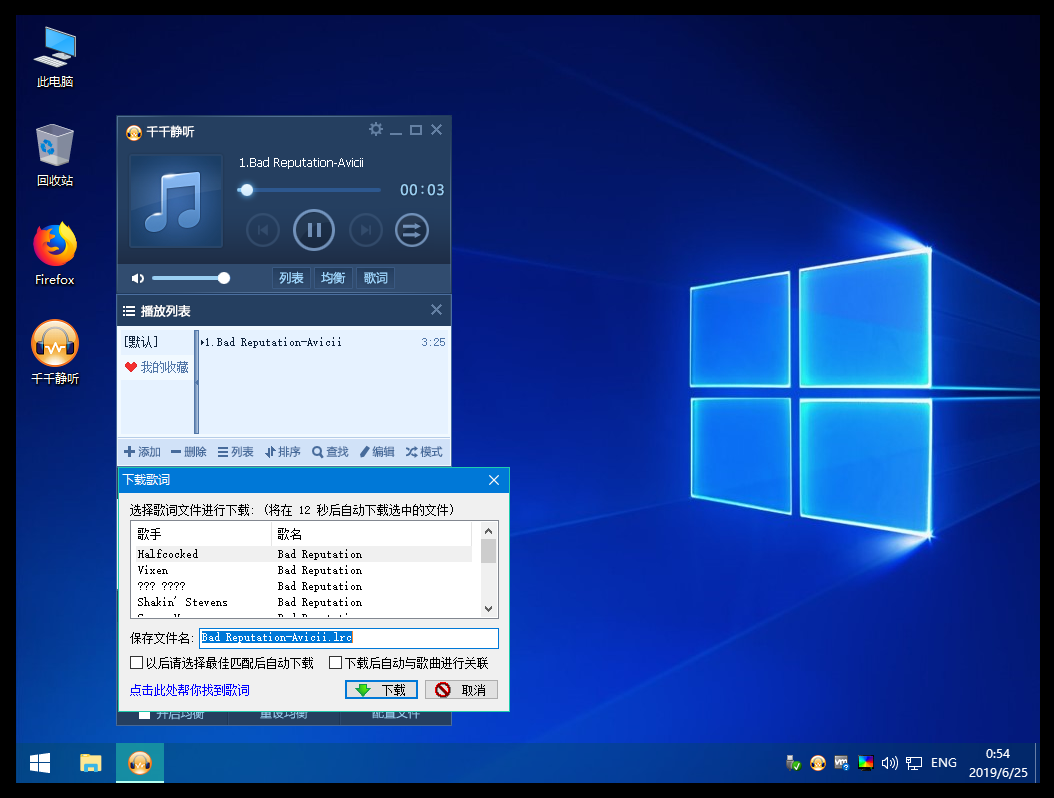 此电脑
回收站
Firefox
千千静听
千千静听
1.Bad Reputation-Avicii
00:03
列表 均衡 歌词
播放列表
[默认]
我的收藏
1.Bad Reputation-Avicii 3:25
添加 删除 列表 排序 查找 编辑 模式
下载歌词
选择歌词文件进行下载: (将在 12 秒后自动下载选中的文件)
歌手 歌名
Halfcocked Bad Reputation
Vixen Bad Reputation
??? ???? Bad Reputation
Shakin' Stevens Bad Reputation
保存文件名: Bad Reputation-Avicii.lrc
以后请选择最佳匹配后自动下载 下载后自动与歌曲进行关联
点击此处帮你找到歌词 下载 取消
开启均衡 重设均衡 配置文件
ENG
0:54
2019/6/25